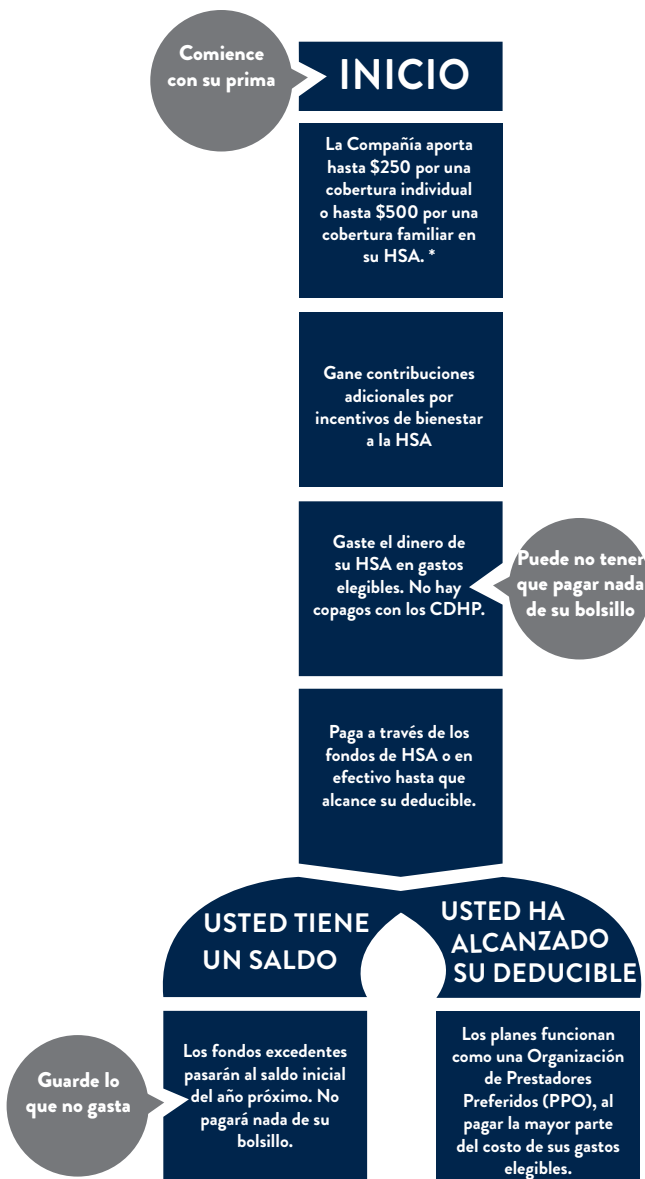 Comience
con su prima
INICIO
La Compañía aporta
hasta $250 por una
cobertura individual
o hasta $500 por una
cobertura familiar en
su HSA. *
Gane contribuciones
adicionales por
incentivos de bienestar
a la HSA
Gaste el dinero de
su HSA en gastos
elegibles. No hay
copagos con los CDHP.
Puede no tener
que pagar nada
de su bolsillo
Paga a través de los
fondos de HSA o en
efectivo hasta que
alcance su deducible.
USTED TIENE
UN SALDO
USTED HA
ALCANZADO
SU DEDUCIBLE
Guarde lo
que no gasta
Los fondos excedentes
pasarán al saldo inicial
del año próximo. No
pagará nada de su
bolsillo.
Los planes funcionan
como una Organización
de Prestadores
Preferidos (PPO), al
pagar la mayor parte
del costo de sus gastos
elegibles.